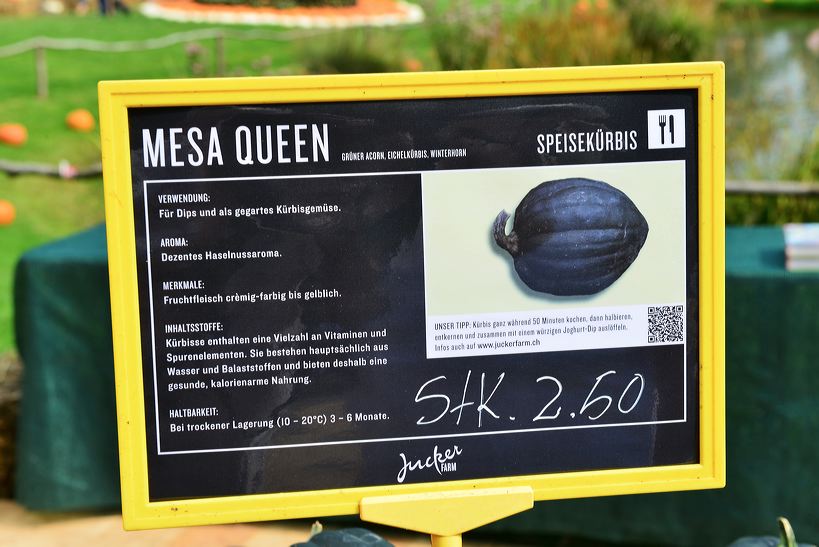 MESA QUEEN
GRÜNER ACORN, EICHELKÜRBIS, WINTERHORN
SPEISEKÜRBIS
VERWENDUNG:
Für Dips und als gegartes Kürbisgemüse.
AROMA:
Dezentes Haselnussaroma.
MERKMALE:
Fruchtfleisch crèmig-farbig bis gelblich.
INHALTSSTOFFE:
Kürbisse enthalten eine Vielzahl an Vitaminen und
Spurenelementen. Sie bestehen hauptsächlich aus
Wasser und Balaststoffen und bieten deshalb eine
gesunde, kalorienarme Nahrung.
HALTBARKEIT:
Bei trockener Lagerung (10 – 20°C) 3 – 6 Monate.
UNSER TIPP: Kürbis ganz während 50 Minuten kochen, dann halbieren,
entkernen und zusammen mit einem würzigen Joghurt-Dip auslöffeln.
Infos auch auf www.juckerfarm.ch
Stk. 2.50
Jucker
FARM